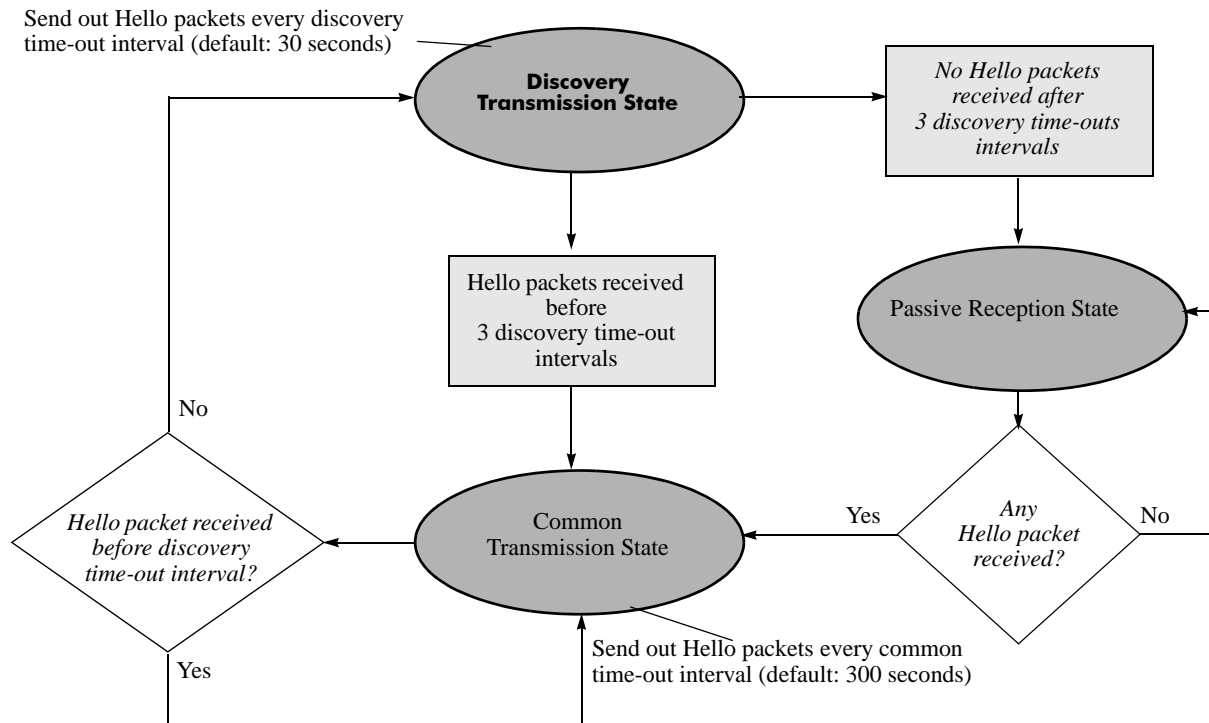 Send out Hello packets every discovery
time-out interval (default: 30 seconds)
Discovery
Transmission State
No Hello packets
received after
3 discovery time-outs
intervals
Hello packets received
before
3 discovery time-out
intervals
Passive Reception State
No
Hello packet received
before discovery
time-out interval?
Common
Transmission State
Yes
Any
Hello packet
received?
No
Yes
Send out Hello packets every common
time-out interval (default: 300 seconds)